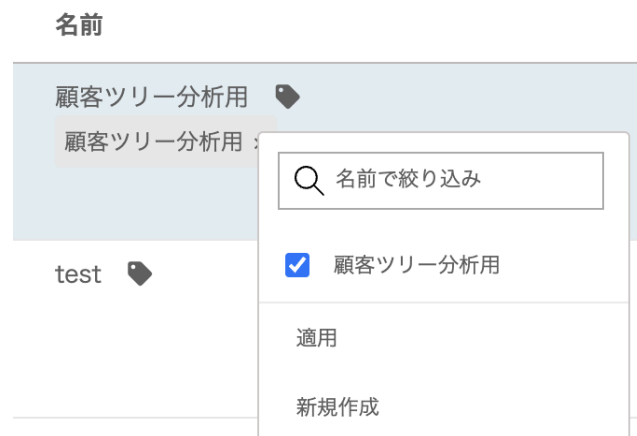 名前
顧客ツリー分析用
顧客ツリー分析用
名前で絞り込み
顧客ツリー分析用
test
適用
新規作成